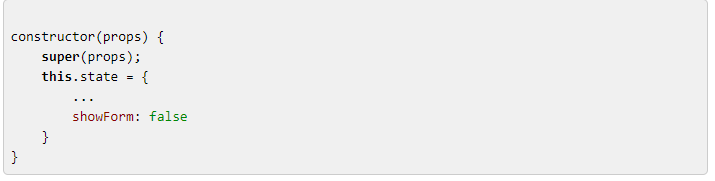 constructor(props) {
    super(props);
    this.state = {
        ...
        showForm: false
    }
}